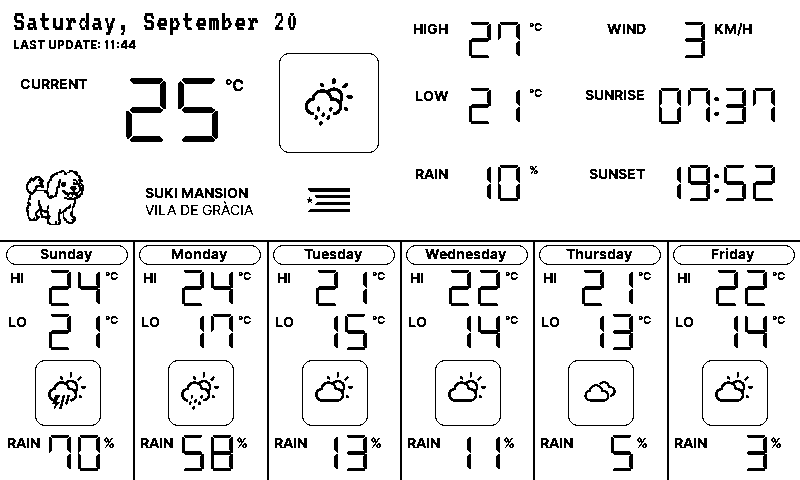 Saturday, September 20
LAST UPDATE: 11:44
CURRENT 25 °C
SUKI MANSION
VILA DE GRÀCIA
HIGH 27 °C
LOW 21 °C
RAIN 10 %
WIND 3 KM/H
SUNRISE 07:37
SUNSET 19:52
Sunday
HI 24 °C
LO 21 °C
RAIN 70 %
Monday
HI 24 °C
LO 17 °C
RAIN 58 %
Tuesday
HI 21 °C
LO 15 °C
RAIN 13 %
Wednesday
HI 22 °C
LO 14 °C
RAIN 11 %
Thursday
HI 21 °C
LO 13 °C
RAIN 5 %
Friday
HI 22 °C
LO 14 °C
RAIN 3 %